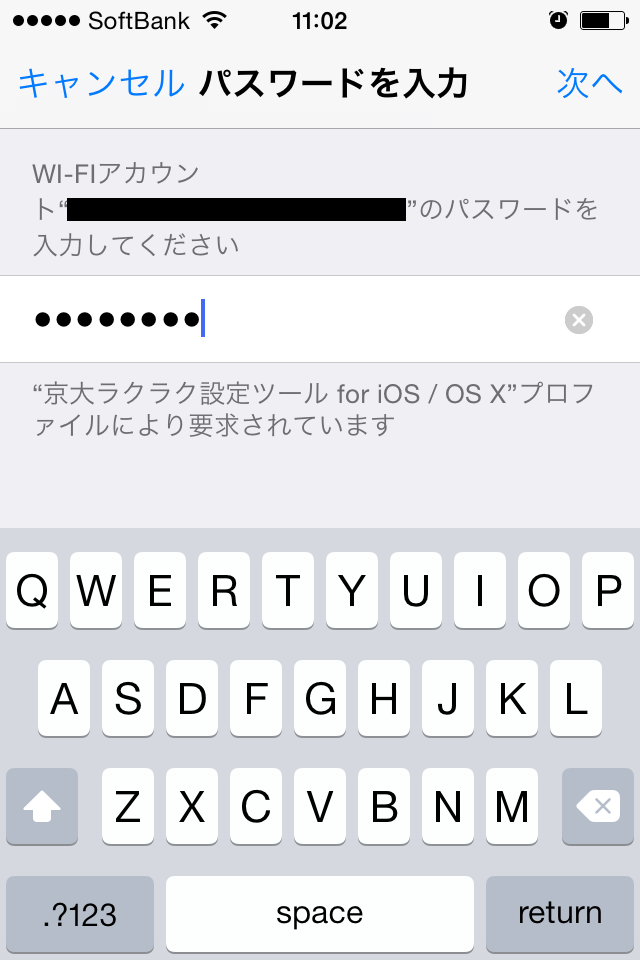 SoftBank 11:02
キャンセル パスワードを入力 次へ
WI-FIアカウン
ト“ ”のパスワードを
入力してください
●●●●●●●●
“京大ラクラク設定ツール for iOS / OS X”プロフ
ァイルにより要求されています
Q W E R T Y U I O P
A S D F G H J K L
Z X C V B N M
.?123 space return